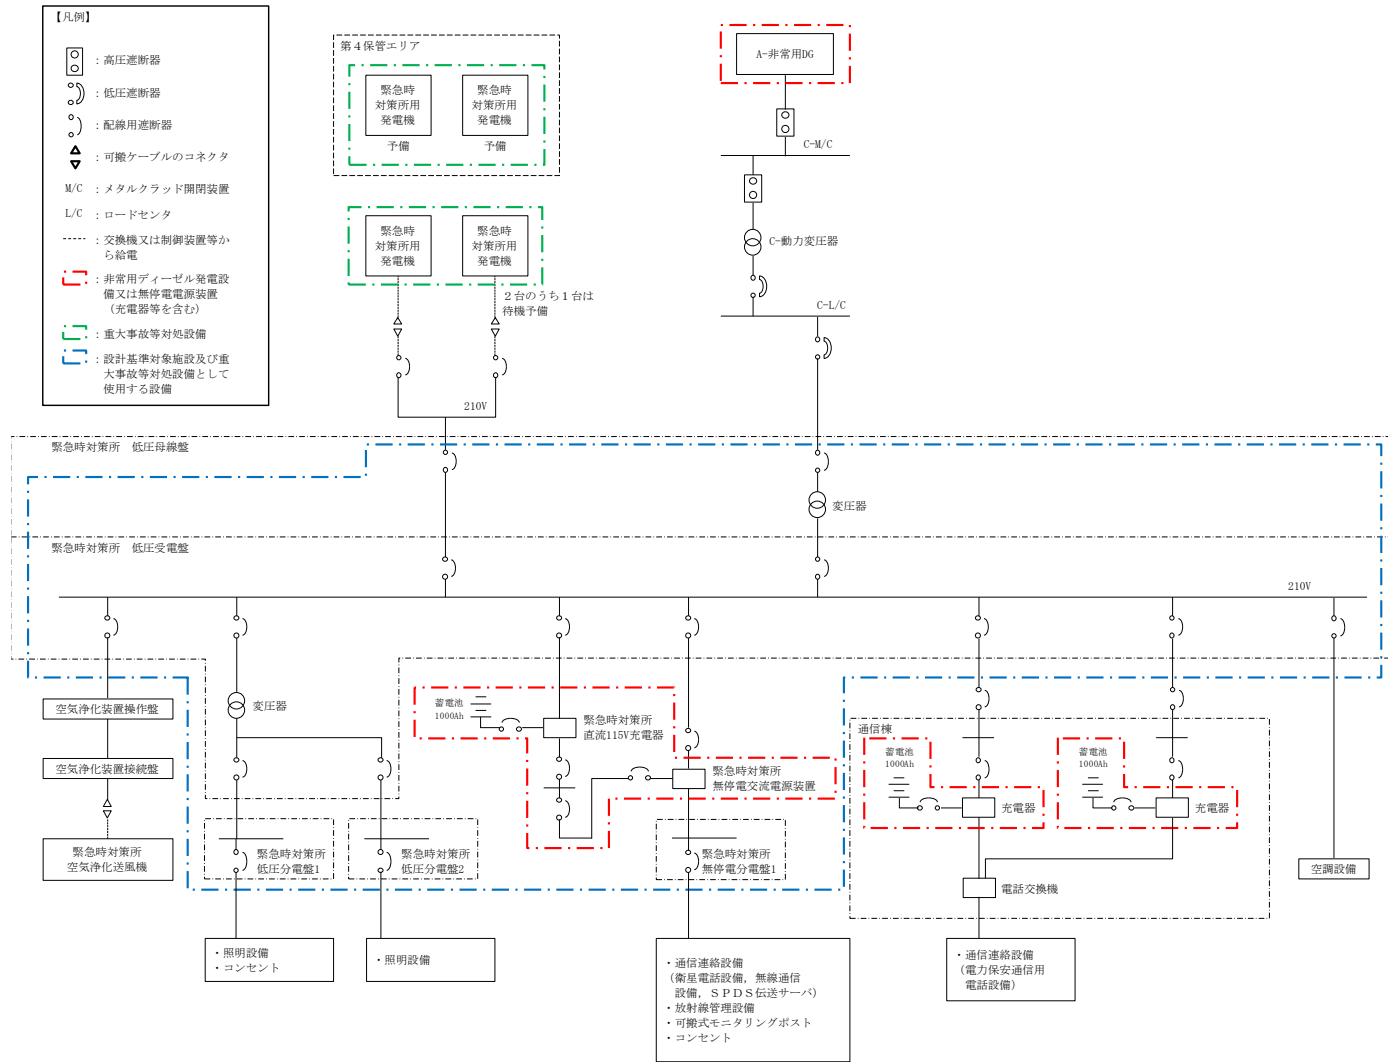 【凡例】
：高圧遮断器
：低圧遮断器
：配線用遮断器
：可搬ケーブルのコネクタ
M/C ：メタルクラッド開閉装置
L/C ：ロードセンタ
：交換機又は制御装置等か
ら給電
：非常用ディーゼル発電設
備又は無停電電源装置
（充電器等を含む）
：重大事故等対処設備
：設計基準対象施設及び重
大事故等対処設備として
使用する設備
第４保管エリア
緊急時
対策所用
発電機
予備
緊急時
対策所用
発電機
予備
緊急時
対策所用
発電機
緊急時
対策所用
発電機
２台のうち１台は
待機予備
210V
A-非常用DG
C-M/C
C-動力変圧器
C-L/C
緊急時対策所　低圧母線盤
変圧器
緊急時対策所　低圧受電盤
210V
空気浄化装置操作盤
空気浄化装置接続盤
緊急時対策所
空気浄化送風機
変圧器
緊急時対策所
低圧分電盤1
緊急時対策所
低圧分電盤2
・照明設備
・コンセント
・照明設備
蓄電池
1000Ah
緊急時対策所
直流115V充電器
緊急時対策所
無停電交流電源装置
緊急時対策所
無停電分電盤1
・通信連絡設備
（衛星電話設備，無線通信
設備，ＳＰＤＳ伝送サーバ）
・放射線管理設備
・可搬式モニタリングポスト
・コンセント
通信棟
蓄電池
1000Ah
充電器
蓄電池
1000Ah
充電器
電話交換機
・通信連絡設備
（電力保安通信用
電話設備）
空調設備